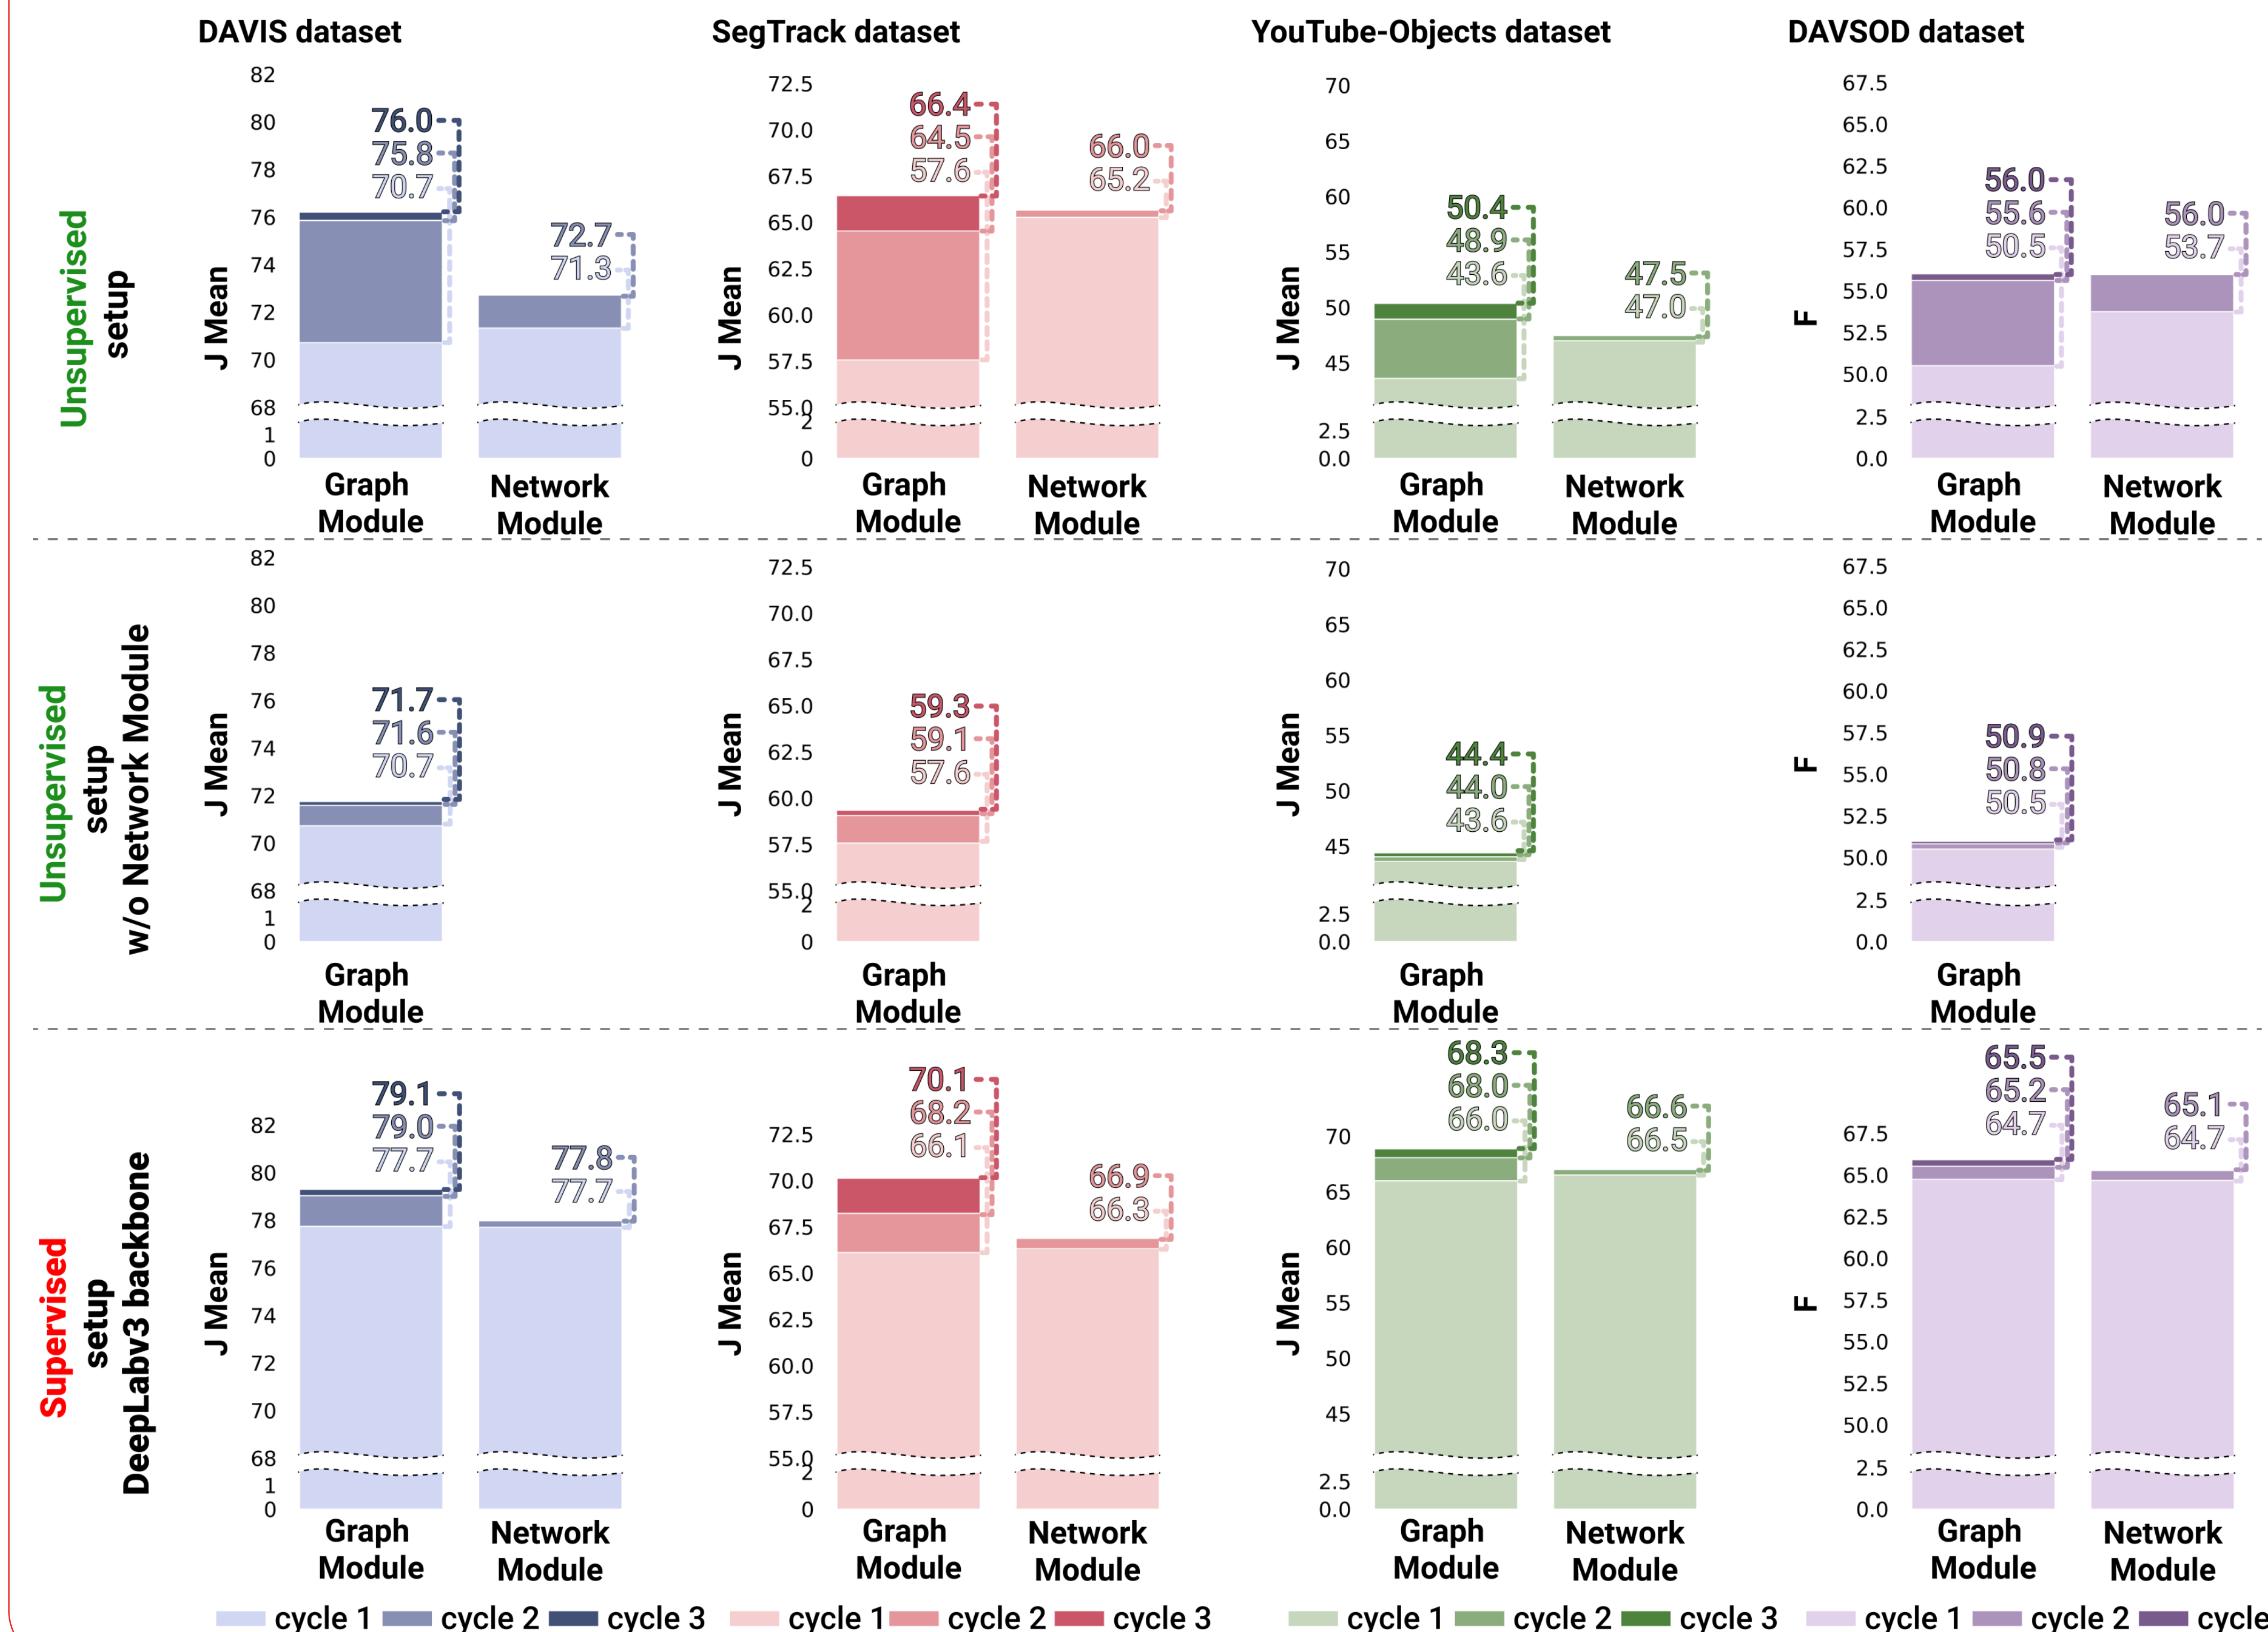 DAVIS dataset
SegTrack dataset
YouTube-Objects dataset
DAVSOD dataset
Unsupervised
setup
J Mean
82
80
78
76
74
72
70
68
1
0
76.0
75.8
70.7
72.7
71.3
Graph
Module
Network
Module
J Mean
72.5
70.0
67.5
65.0
62.5
60.0
57.5
55.0
2
0
66.4
64.5
57.6
66.0
65.2
Graph
Module
Network
Module
J Mean
70
65
60
55
50
45
2.5
0.0
50.4
48.9
43.6
47.5
47.0
Graph
Module
Network
Module
F
67.5
65.0
62.5
60.0
57.5
55.0
52.5
50.0
2.5
0.0
56.0
55.6
50.5
56.0
53.7
Graph
Module
Network
Module
Unsupervised
setup
w/o Network Module
J Mean
82
80
78
76
74
72
70
68
1
0
71.7
71.6
70.7
Graph
Module
J Mean
72.5
70.0
67.5
65.0
62.5
60.0
57.5
55.0
2
0
59.3
59.1
57.6
Graph
Module
J Mean
70
65
60
55
50
45
2.5
0.0
44.4
44.0
43.6
Graph
Module
F
67.5
65.0
62.5
60.0
57.5
55.0
52.5
50.0
2.5
0.0
50.9
50.8
50.5
Graph
Module
Supervised
setup
DeepLabv3 backbone
J Mean
82
80
78
76
74
72
70
68
1
0
79.1
79.0
77.7
77.8
77.7
Graph
Module
Network
Module
J Mean
72.5
70.0
67.5
65.0
62.5
60.0
57.5
55.0
2
0
70.1
68.2
66.1
66.9
66.3
Graph
Module
Network
Module
J Mean
70
65
60
55
50
45
2.5
0.0
68.3
68.0
66.0
66.6
66.5
Graph
Module
Network
Module
F
67.5
65.0
62.5
60.0
57.5
55.0
52.5
50.0
2.5
0.0
65.5
65.2
64.7
65.1
64.7
Graph
Module
Network
Module
cycle 1 cycle 2 cycle 3
cycle 1 cycle 2 cycle 3
cycle 1 cycle 2 cycle 3
cycle 1 cycle 2 cycle